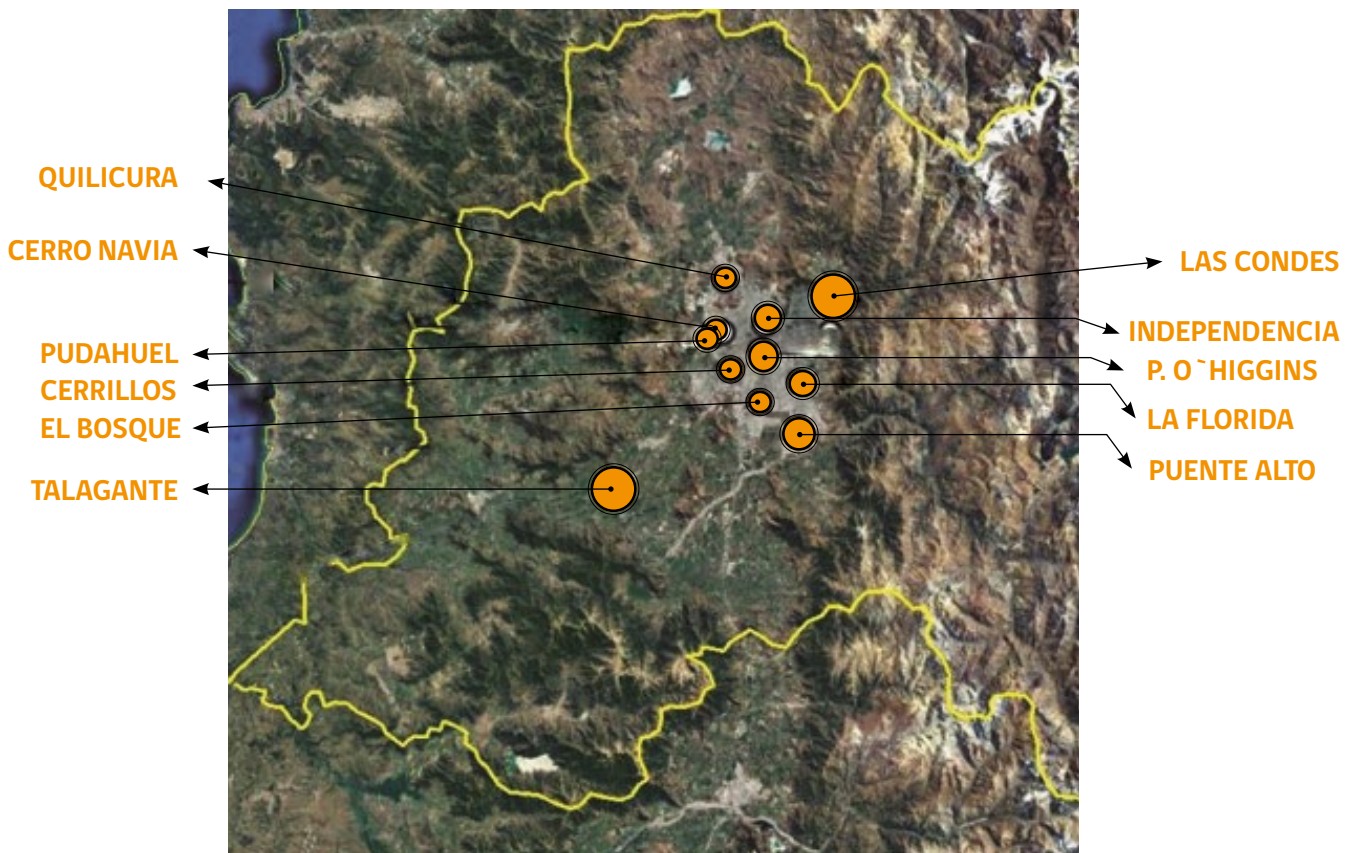 QUILICURA
CERRO NAVIA
PUDAHUEL
CERRILLOS
EL BOSQUE
TALAGANTE
LAS CONDES
INDEPENDENCIA
P. O`HIGGINS
LA FLORIDA
PUENTE ALTO